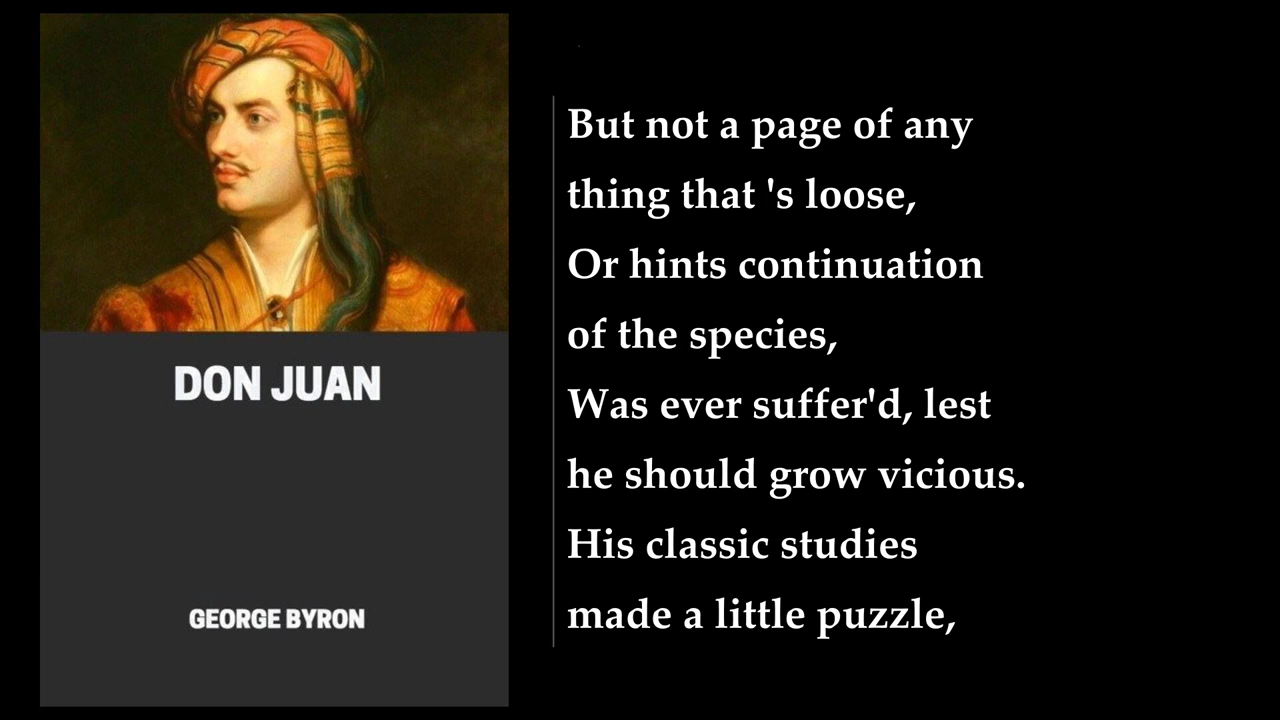 DON JUAN
GEORGE BYRON
But not a page of any
thing that 's loose,
Or hints continuation
of the species,
Was ever suffer'd, lest
he should grow vicious.
His classic studies
made a little puzzle,